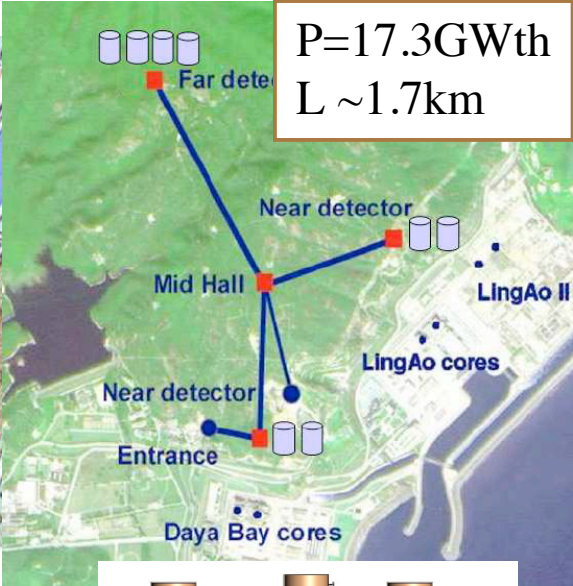 P=17.3GWth
L ~1.7km
Far
Near detector
Mid Hall
LingAo II
LingAo cores
Near detector
Entrance
Daya Bay cores